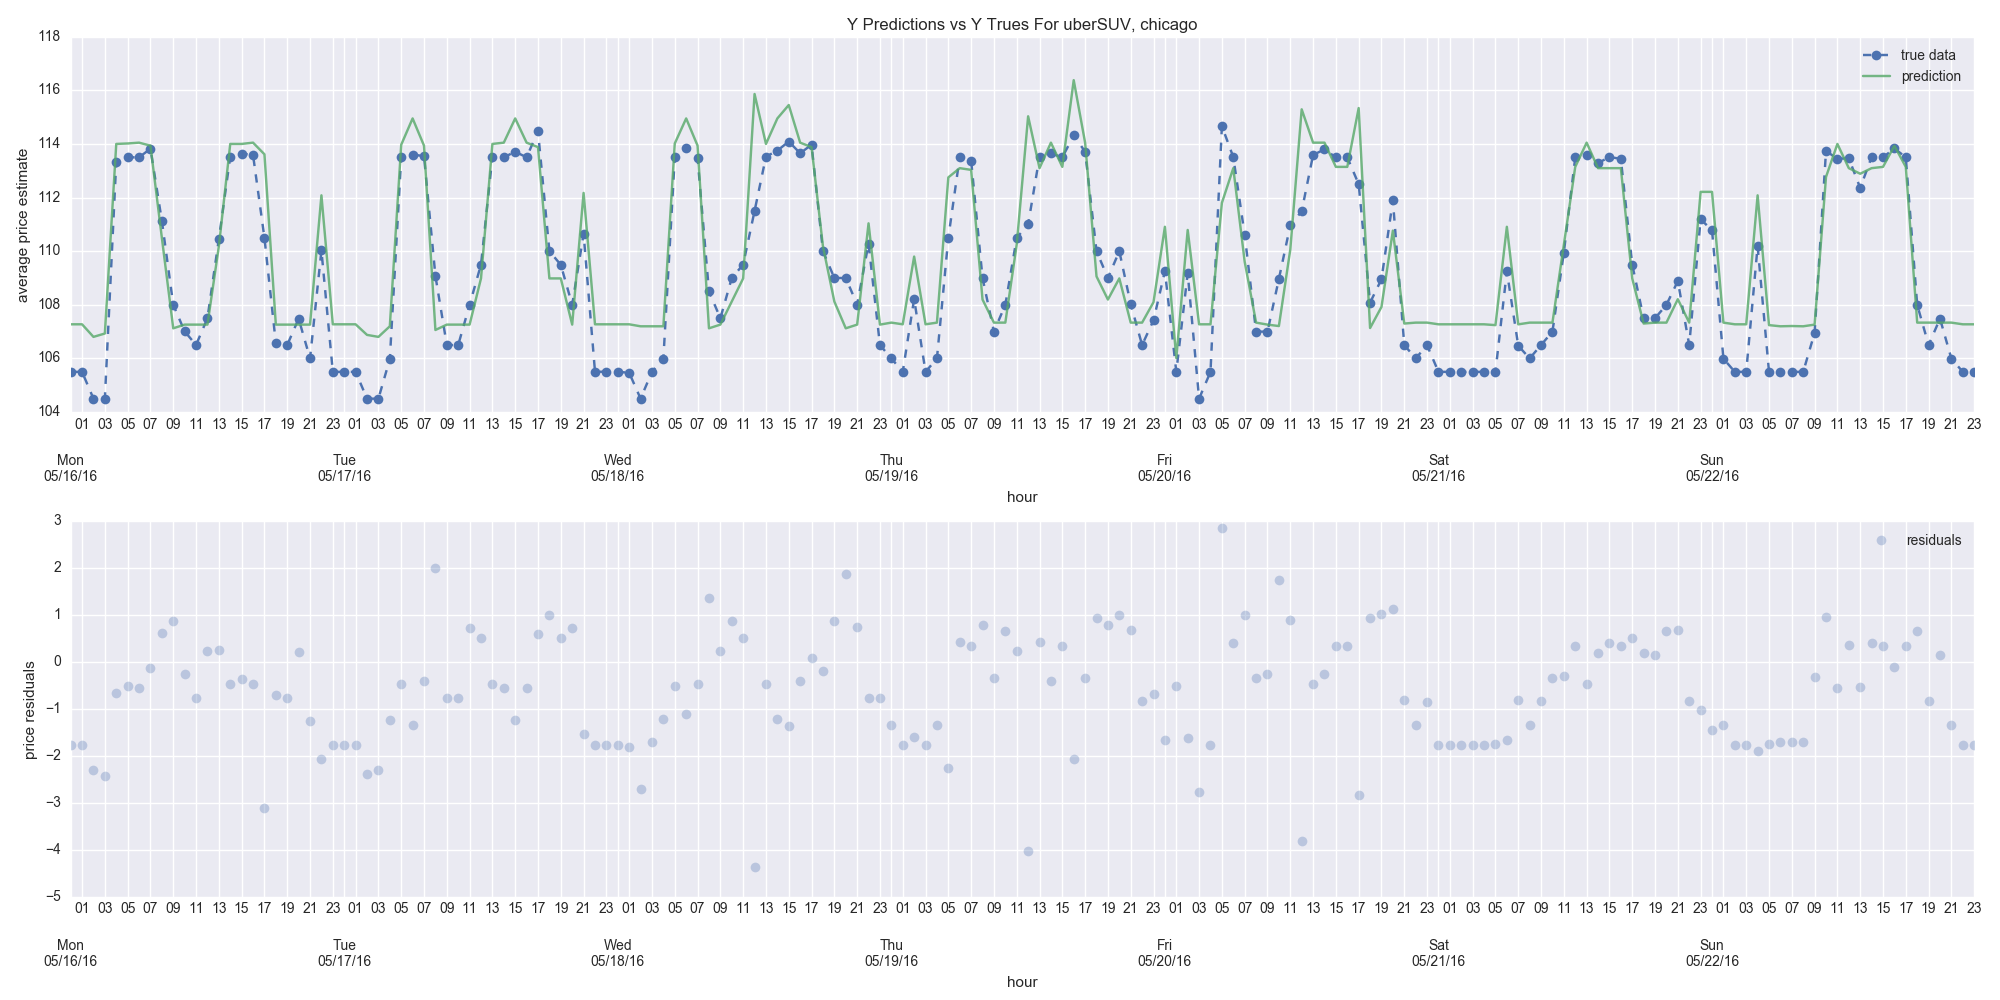 Y Predictions vs Y Trues For uberSUV, chicago
118
116
114
112
110
108
106
104
average price estimate
true data
prediction
01 03 05 07 09 11 13 15 17 19 21 23 01 03 05 07 09 11 13 15 17 19 21 23 01 03 05 07 09 11 13 15 17 19 21 23 01 03 05 07 09 11 13 15 17 19 21 23 01 03 05 07 09 11 13 15 17 19 21 23 01 03 05 07 09 11 13 15 17 19 21 23 01 03 05 07 09 11 13 15 17 19 21 23
Mon Tue Wed Thu Fri Sat Sun
05/16/16 05/17/16 05/18/16 05/19/16 05/20/16 05/21/16 05/22/16
hour
3
2
1
0
−1
−2
−3
−4
−5
price residuals
residuals
01 03 05 07 09 11 13 15 17 19 21 23 01 03 05 07 09 11 13 15 17 19 21 23 01 03 05 07 09 11 13 15 17 19 21 23 01 03 05 07 09 11 13 15 17 19 21 23 01 03 05 07 09 11 13 15 17 19 21 23 01 03 05 07 09 11 13 15 17 19 21 23 01 03 05 07 09 11 13 15 17 19 21 23
Mon Tue Wed Thu Fri Sat Sun
05/16/16 05/17/16 05/18/16 05/19/16 05/20/16 05/21/16 05/22/16
hour